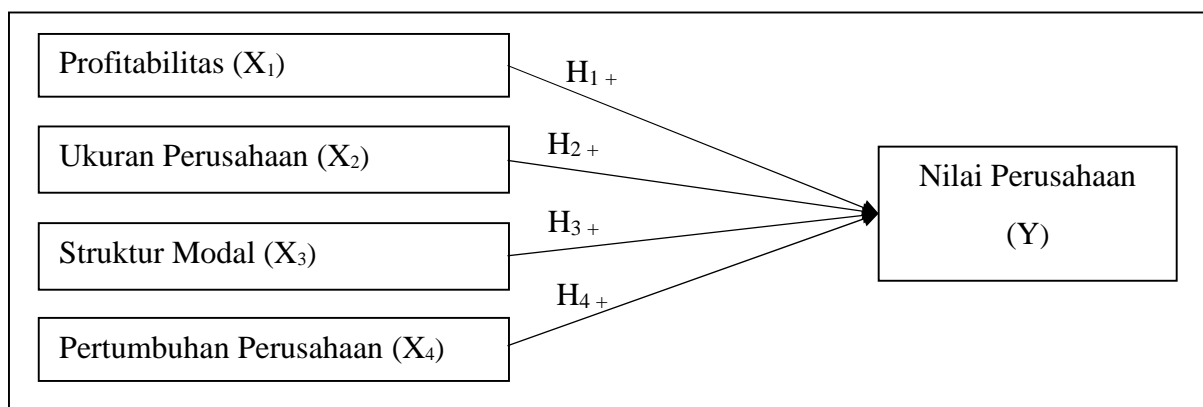 Profitabilitas (X₁)
H₁ +
Ukuran Perusahaan (X₂)
H₂ +
Struktur Modal (X₃)
H₃ +
Pertumbuhan Perusahaan (X₄)
H₄ +
Nilai Perusahaan
(Y)